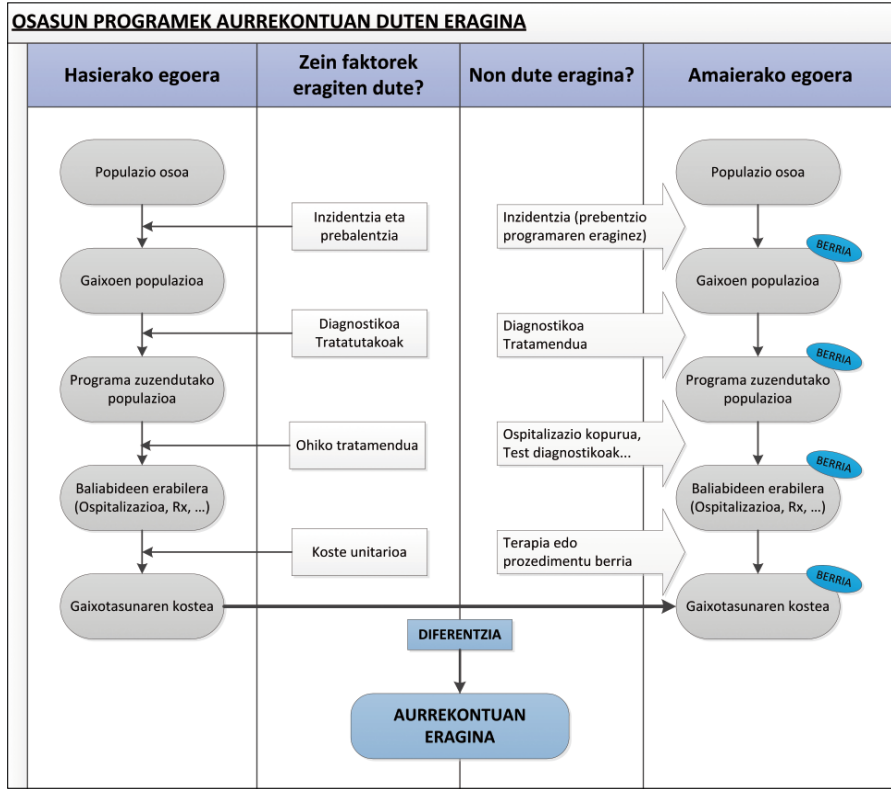 OSASUN PROGRAMEK AURREKONTUAN DUTEN ERAGINA
Hasierako egoera
Zein faktorek
eragiten dute?
Non dute eragina?
Amaierako egoera
Populazio osoa
Inzidentzia eta
prebalentzia
Gaixoen populazioa
Diagnostikoa
Tratatutakoak
Programa zuzendutako
populazioa
Ohiko tratamendua
Baliabideen erabilera
(Ospitalizazioa, Rx, ...)
Koste unitarioa
Gaixotasunaren kostea
Inzidentzia (prebentzio
programaren eraginez)
Diagnostikoa
Tratamendua
Ospitalizazio kopurua,
Test diagnostikoak...
Terapia edo
prozedimentu berria
Populazio osoa
BERRIA
Gaixoen populazioa
BERRIA
Programa zuzendutako
populazioa
BERRIA
Baliabideen erabilera
(Ospitalizazioa, Rx, ...)
BERRIA
Gaixotasunaren kostea
DIFERENTZIA
AURREKONTUAN
ERAGINA